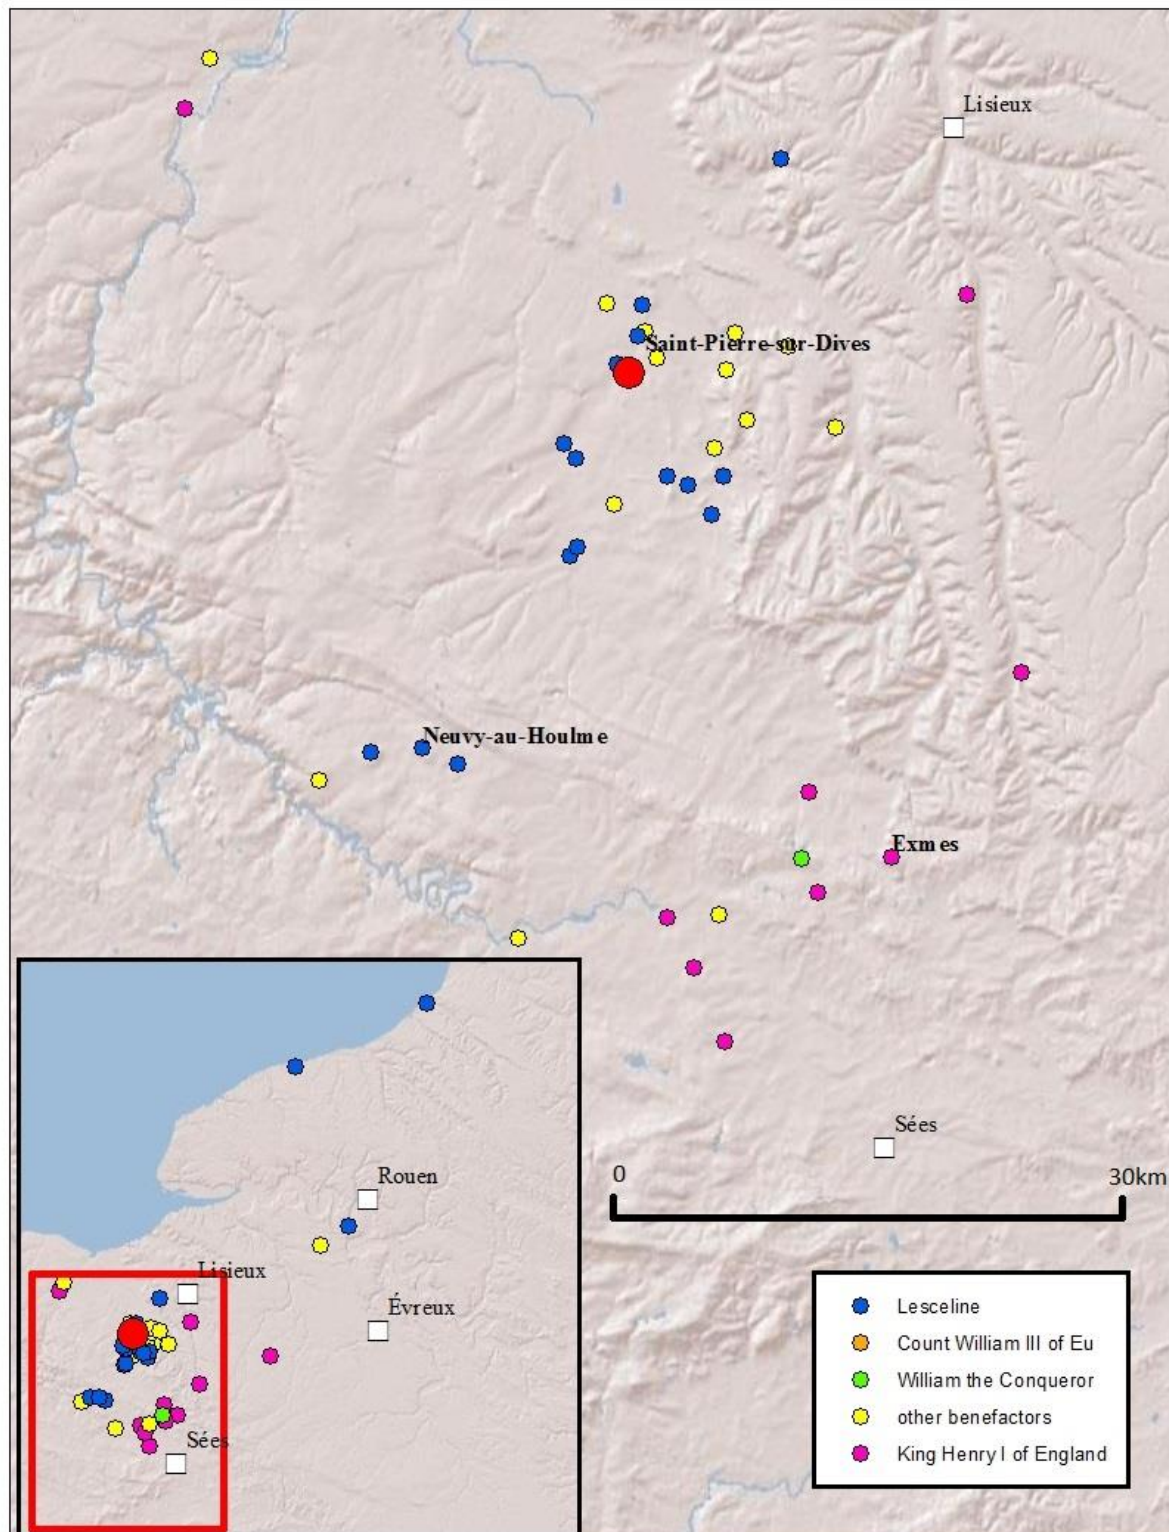 Lisieux
Saint-Pierre-sur-Dives
Neuvy-au-Houlme
Exmes
Sées
0 30km
Rouen
Lisieux
Évreux
Sées
Lesceline
Count William III of Eu
William the Conqueror
other benefactors
King Henry I of England